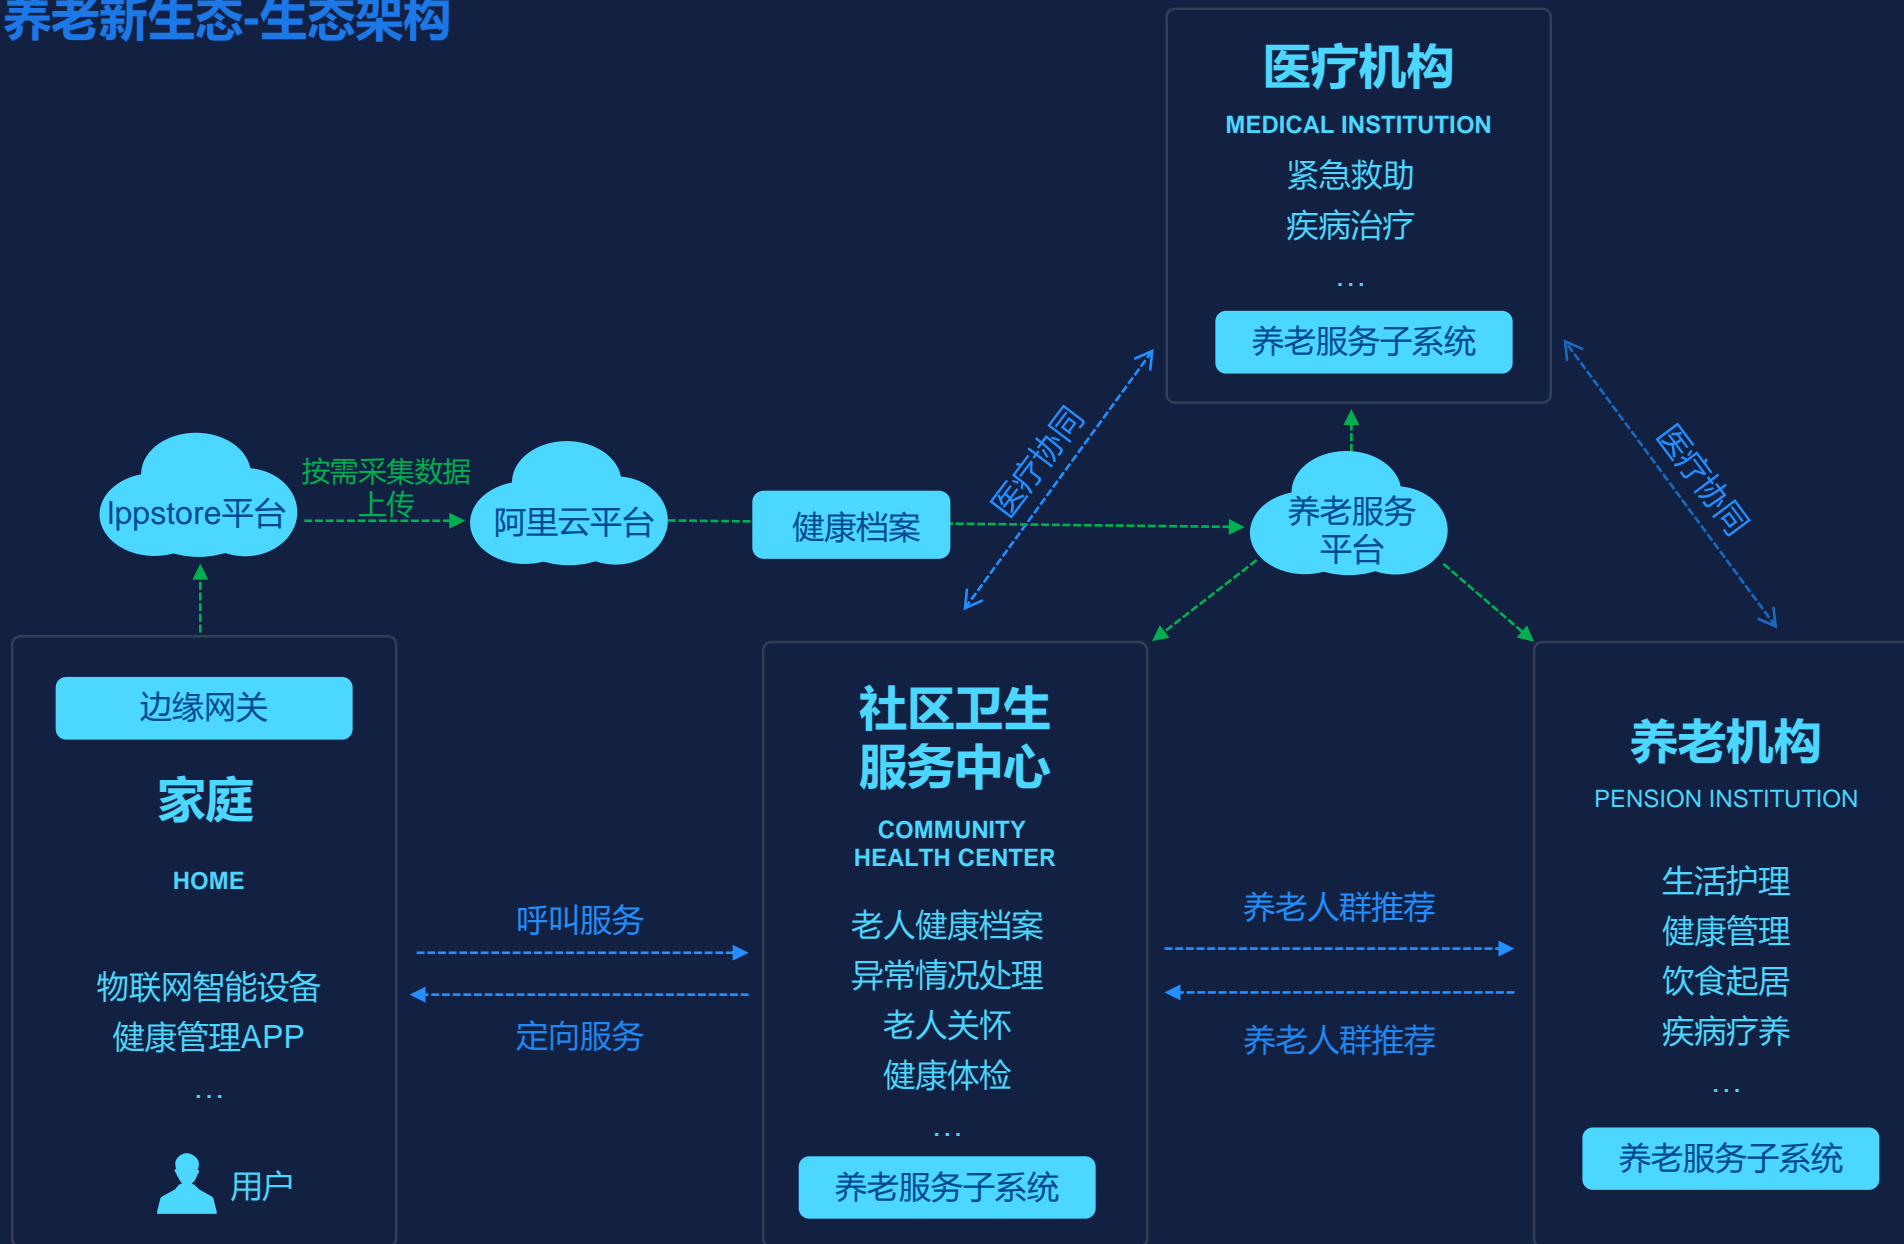 养老新生态-生态架构
医疗机构
MEDICAL INSTITUTION
紧急救助
疾病治疗
...
养老服务子系统
医疗协同
医疗协同
lppstore平台
按需采集数据
上传
阿里云平台
健康档案
养老服务
平台
边缘网关
家庭
HOME
物联网智能设备
健康管理APP
...
用户
呼叫服务
定向服务
社区卫生
服务中心
COMMUNITY
HEALTH CENTER
老人健康档案
异常情况处理
老人关怀
健康体检
...
养老服务子系统
养老人群推荐
养老人群推荐
养老机构
PENSION INSTITUTION
生活护理
健康管理
饮食起居
疾病疗养
...
养老服务子系统